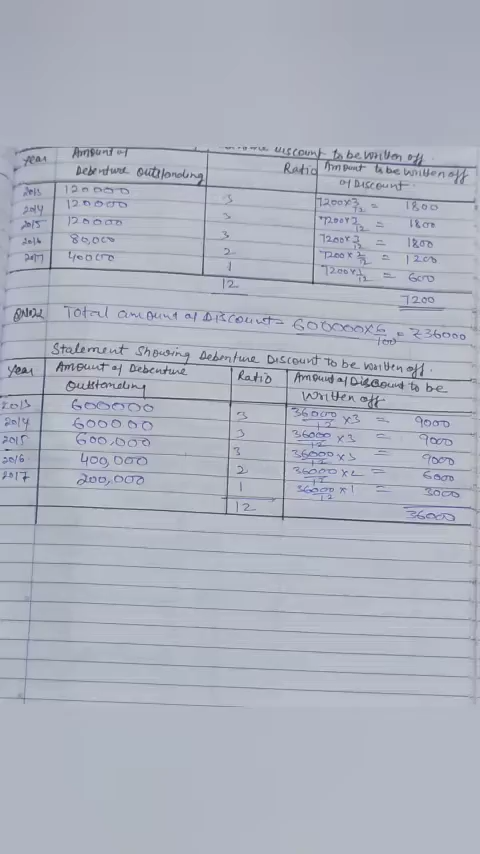 Discount to be written off.
Year Amount of Debenture Outstanding Ratio Amount to be written off of Discount.
2013 120000 3 7200×3/12 = 1800
2014 120000 3 7200×3/12 = 1800
2015 120000 3 7200×3/12 = 1800
2016 80,000 2 7200×2/12 = 1200
2017 40000 1 7200×1/12 = 600
12 7200
Total amount of Discount = 600000×6/100 = ₹36000
Statement Showing Debenture Discount to be written off.
Year Amount of Debenture Outstanding Ratio Amount of Discount to be written off
2013 600000 3 36000/12 ×3 = 9000
2014 600000 3 36000/12 ×3 = 9000
2015 600,000 3 36000/12 ×3 = 9000
2016 400,000 2 36000/12 ×2 = 6000
2017 200,000 1 36000/12 ×1 = 3000
12 36000